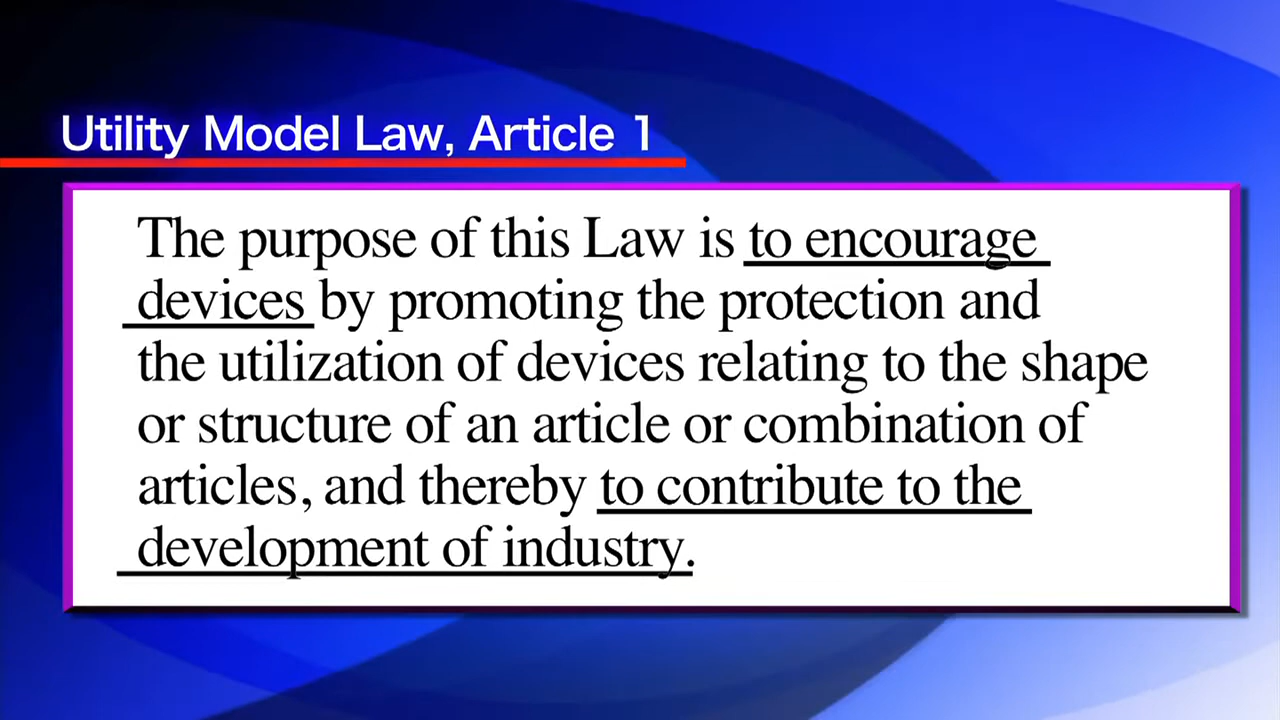 Utility Model Law, Article 1
The purpose of this Law is to encourage
devices by promoting the protection and
the utilization of devices relating to the shape
or structure of an article or combination of
articles, and thereby to contribute to the
development of industry.